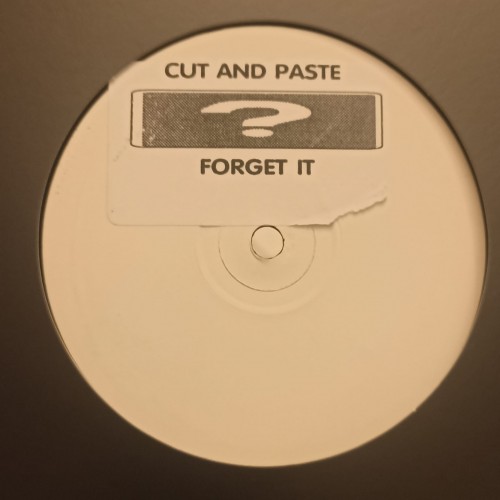 CUT AND PASTE
?
FORGET IT